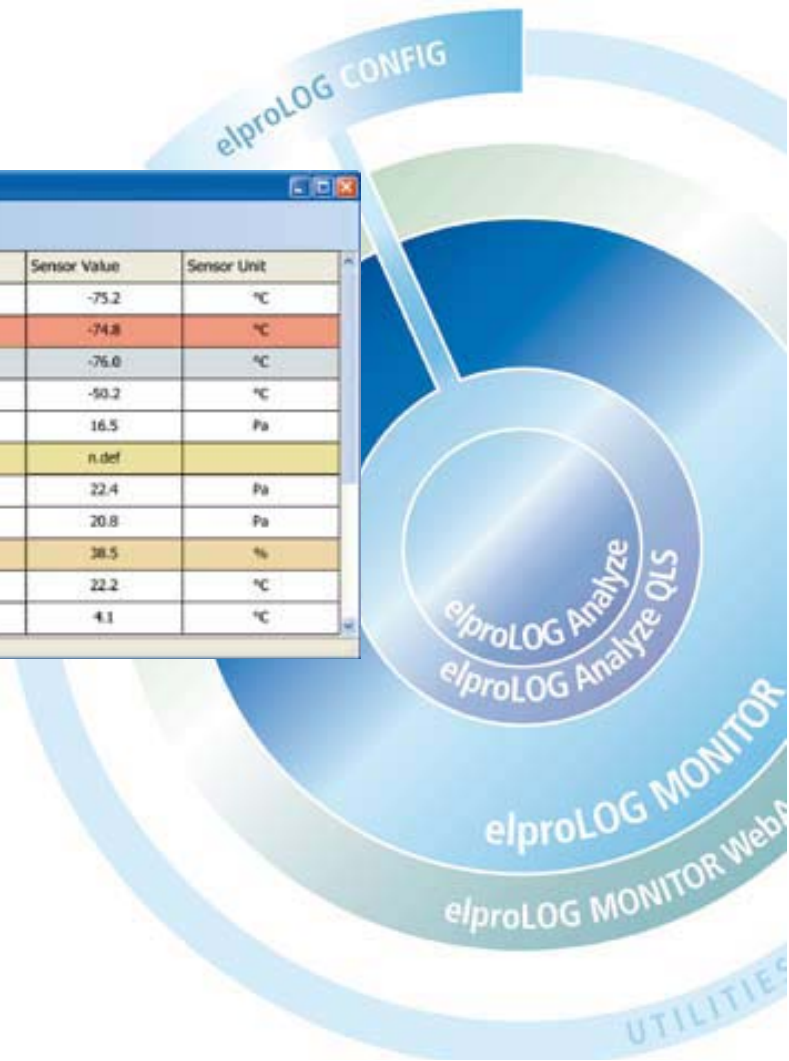 elproLOG CONFIG
Sensor Value Sensor Unit
-75.2 °C
-74.8 °C
-76.0 °C
-50.2 °C
16.5 Pa
n.def
22.4 Pa
20.8 Pa
38.5 %
22.2 °C
4.1 °C
elproLOG Analyze
elproLOG Analyze QLS
elproLOG MONITOR
elproLOG MONITOR WebA
UTILITIES